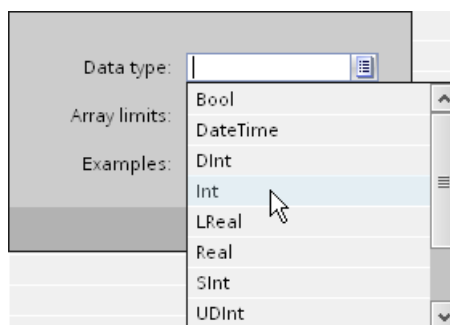 Data type:
Array limits:
Examples:
Bool
DateTime
DInt
Int
LReal
Real
SInt
UDInt